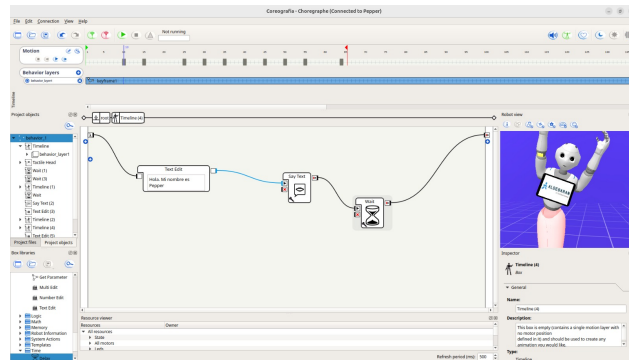 Coreografia - Choregraphe (Connected to Pepper)
File Edit Connection View Help
Not running
Motion
Behavior layers
behavior_layer1
keyframe1
Timeline
Project objects
root
Timeline (4)
Robot view
behavior_1
Timeline
behavior_layer1
Tactile Head
Wait (1)
Wait (3)
Timeline (1)
Wait
Say Text (2)
Text Edit (3)
Timeline (2)
Timeline (4)
Text Edit (5)
Project files
Project objects
Text Edit
Hola. Mi nombre es
Pepper
Say Text
Wait
ALDEBARAN
Box libraries
Get Parameter
Multi Edit
Number Edit
Text Edit
Logic
Math
Memory
Robot Information
System Actions
Templates
Time
Delay
Resource viewer
Resources
Owner
All resources
State
All motors
Leds
Refresh period (ms): 500
Inspector
Timeline (4)
Box
General
Name:
Timeline (4)
Description:
This box is empty (contains a single motion layer with
no motor position
defined in it) and should be used to create any
animation you would like.
Type:
Timeline